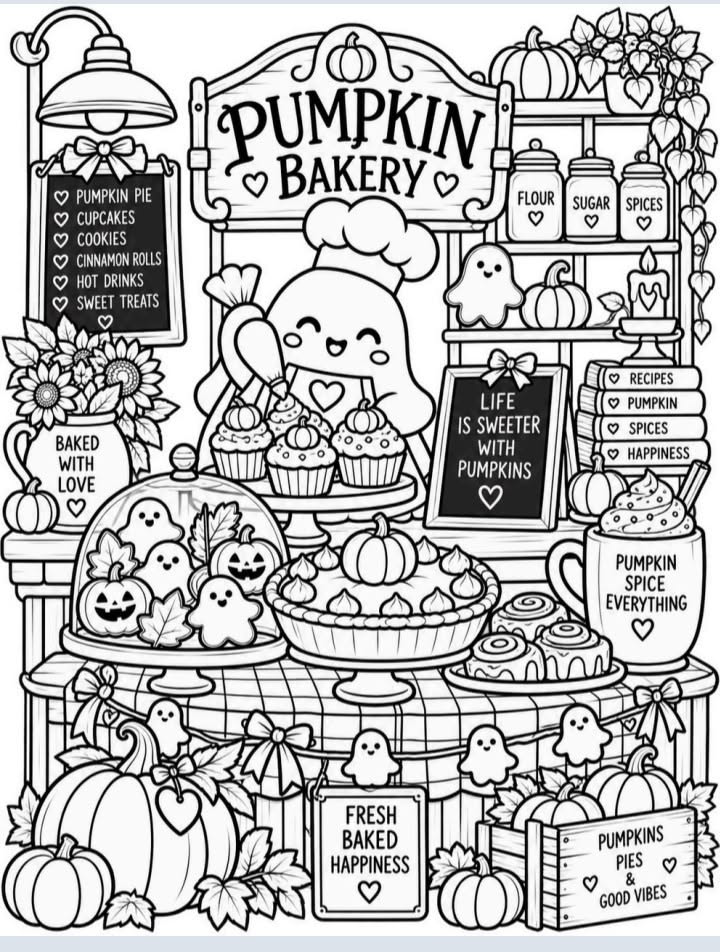 PUMPKIN
BAKERY
PUMPKIN PIE
CUPCAKES
COOKIES
CINNAMON ROLLS
HOT DRINKS
SWEET TREATS
FLOUR
SUGAR
SPICES
RECIPES
PUMPKIN
SPICES
HAPPINESS
LIFE
IS SWEETER
WITH
PUMPKINS
BAKED
WITH
LOVE
PUMPKIN
SPICE
EVERYTHING
FRESH
BAKED
HAPPINESS
PUMPKINS
PIES
&
GOOD VIBES